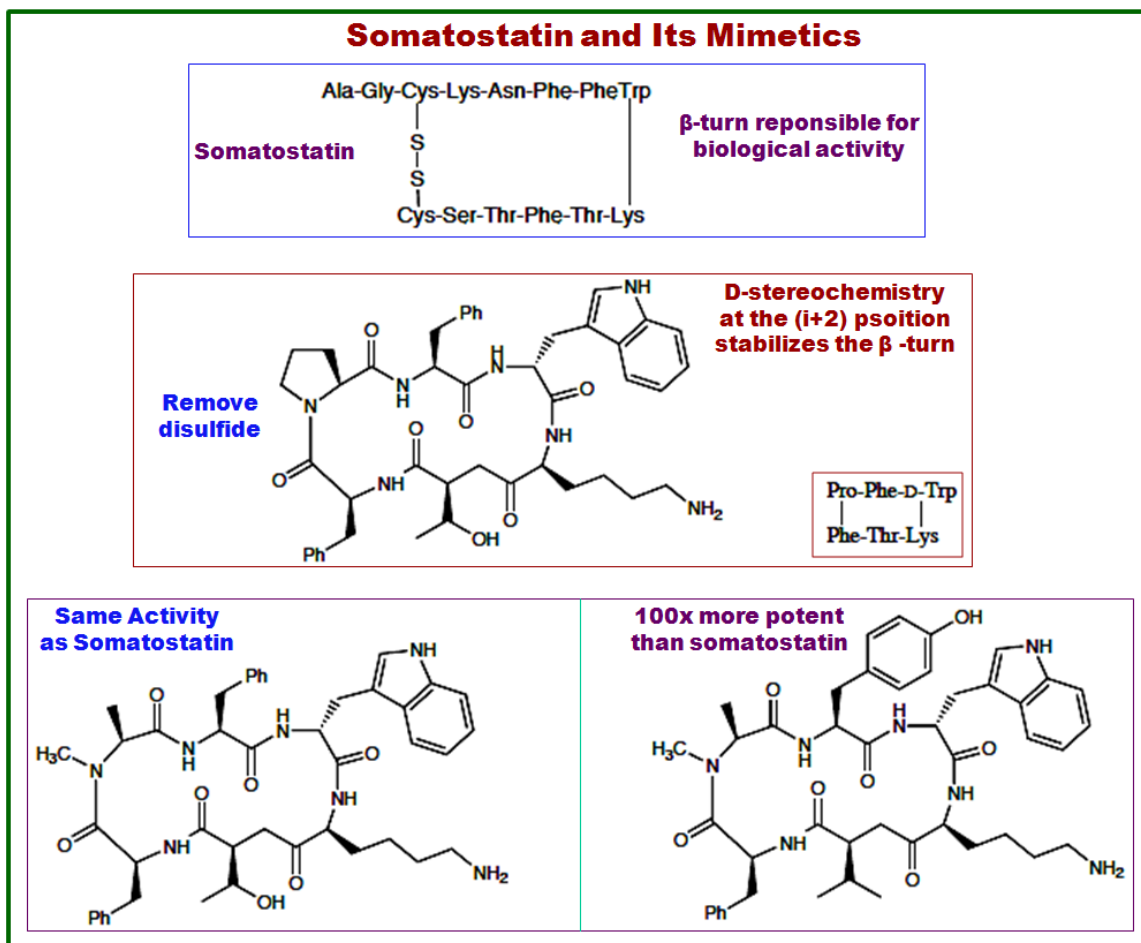 Somatostatin and Its Mimetics
Ala-Gly-Cys-Lys-Asn-Phe-PheTrp
S
S
Cys-Ser-Thr-Phe-Thr-Lys
Somatostatin
β-turn reponsible for
biological activity
Remove
disulfide
D-stereochemistry
at the (i+2) psoition
stabilizes the β -turn
Ph
NH
O
H
N
N
H
O
O
N
O
NH
O
NH
O
NH2
OH
Ph
Pro-Phe-D-Trp
Phe-Thr-Lys
Same Activity
as Somatostatin
NH
Ph
O
H
N
H3C
N
N
H
O
O
O
NH
O
NH
O
NH2
OH
Ph
100x more potent
than somatostatin
OH
NH
O
H
N
H3C
N
N
H
O
O
O
NH
O
NH
O
NH2
Ph